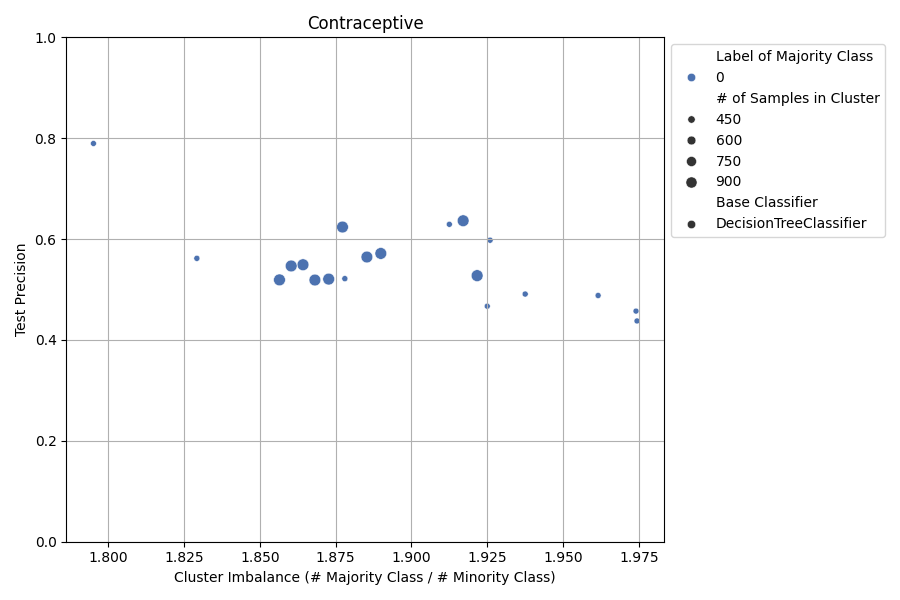 Contraceptive
Test Precision
1.0
0.8
0.6
0.4
0.2
0.0
1.800 1.825 1.850 1.875 1.900 1.925 1.950 1.975
Cluster Imbalance (# Majority Class / # Minority Class)
Label of Majority Class
0
# of Samples in Cluster
450
600
750
900
Base Classifier
DecisionTreeClassifier